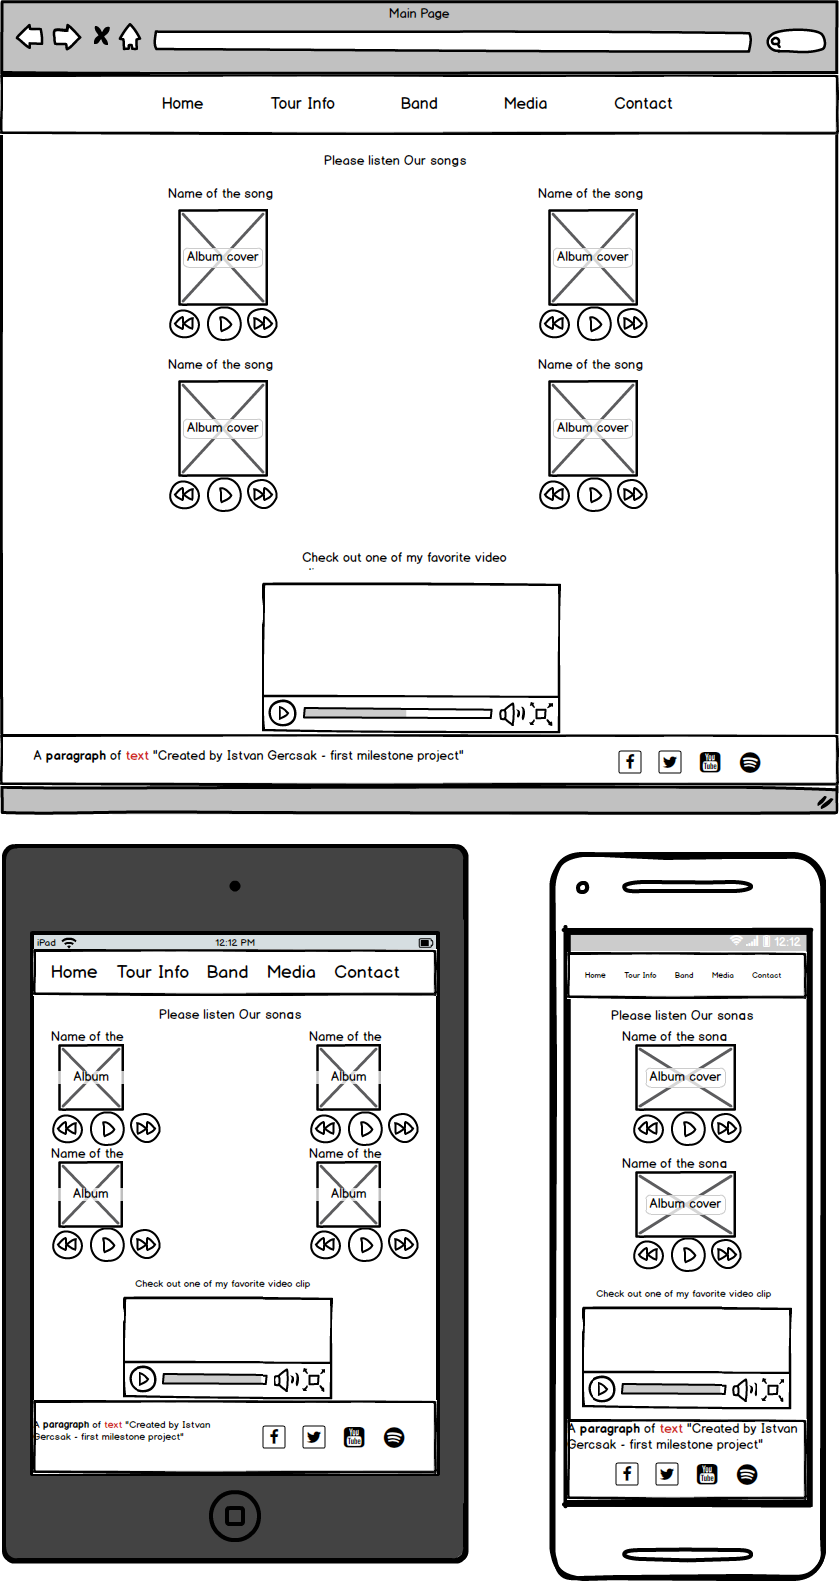 Main Page
Home Tour Info Band Media Contact
Please listen Our songs
Name of the song Name of the song
Album cover Album cover
Name of the song Name of the song
Album cover Album cover
Check out one of my favorite video
A paragraph of text "Created by Istvan Gercsak - first milestone project"
You Tube
iPad 12:12 PM
Home Tour Info Band Media Contact
Please listen Our songs
Name of the Name of the
Album Album
Name of the Name of the
Album Album
Check out one of my favorite video clip
A paragraph of text "Created by Istvan
Gercsak - first milestone project"
You Tube
12:12
Home Tour Info Band Media Contact
Please listen Our songs
Name of the song
Album cover
Name of the song
Album cover
Check out one of my favorite video clip
A paragraph of text "Created by Istvan
Gercsak - first milestone project"
You Tube